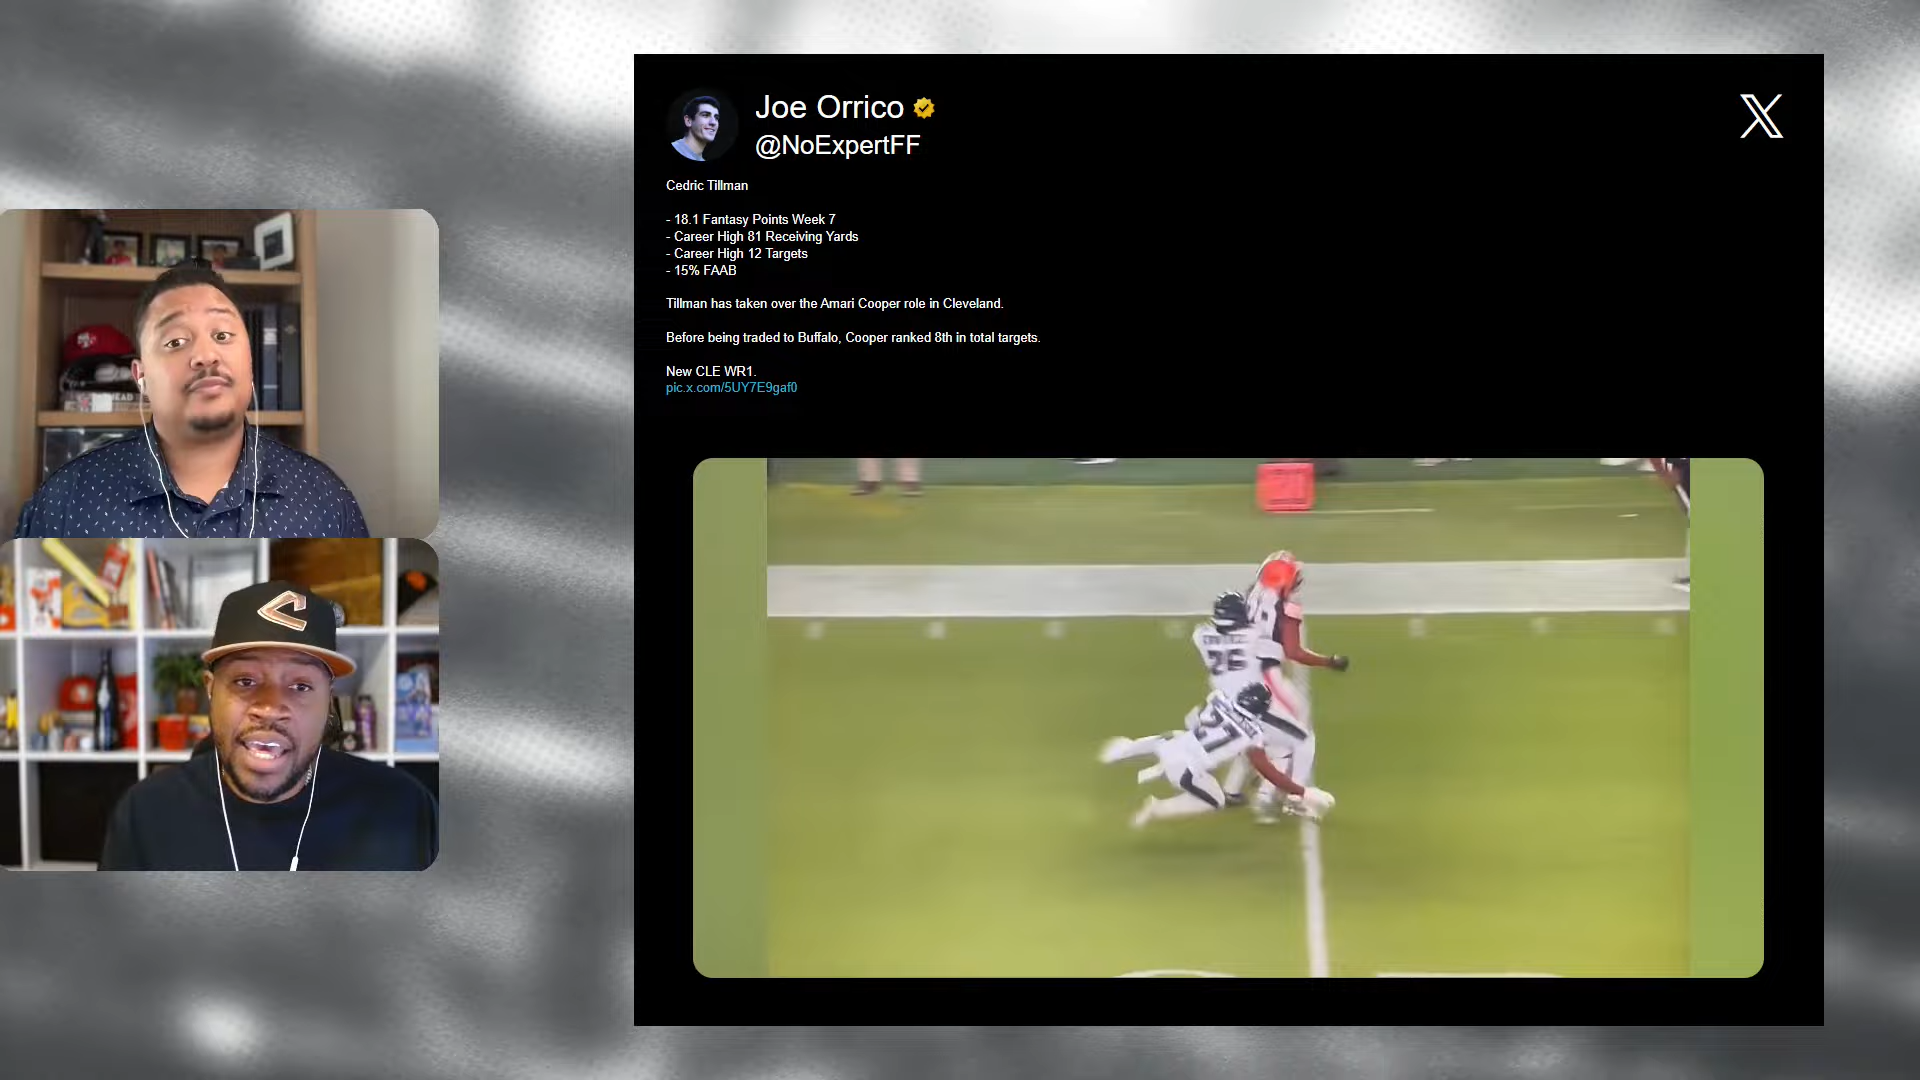 Joe Orrico
@NoExpertFF
Cedric Tillman
- 18.1 Fantasy Points Week 7
- Career High 81 Receiving Yards
- Career High 12 Targets
- 15% FAAB
Tillman has taken over the Amari Cooper role in Cleveland.
Before being traded to Buffalo, Cooper ranked 8th in total targets.
New CLE WR1.
pic.x.com/5UY7E9gaf0
26
C